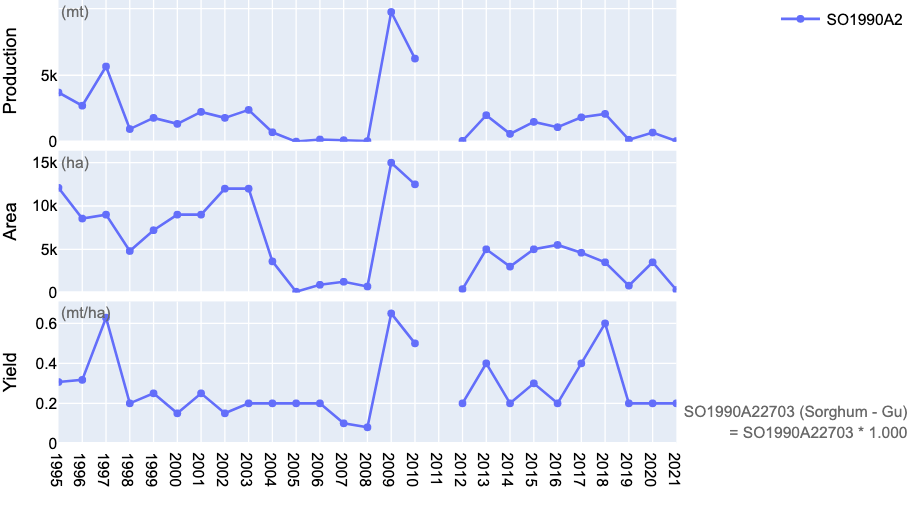 (mt)
SO1990A2
Production
5k
0
15k
(ha)
10k
Area
5k
0
(mt/ha)
0.6
0.4
Yield
0.2
0
SO1990A22703 (Sorghum - Gu)
= SO1990A22703 * 1.000
1995
1996
1997
1998
1999
2000
2001
2002
2003
2004
2005
2006
2007
2008
2009
2010
2011
2012
2013
2014
2015
2016
2017
2018
2019
2020
2021